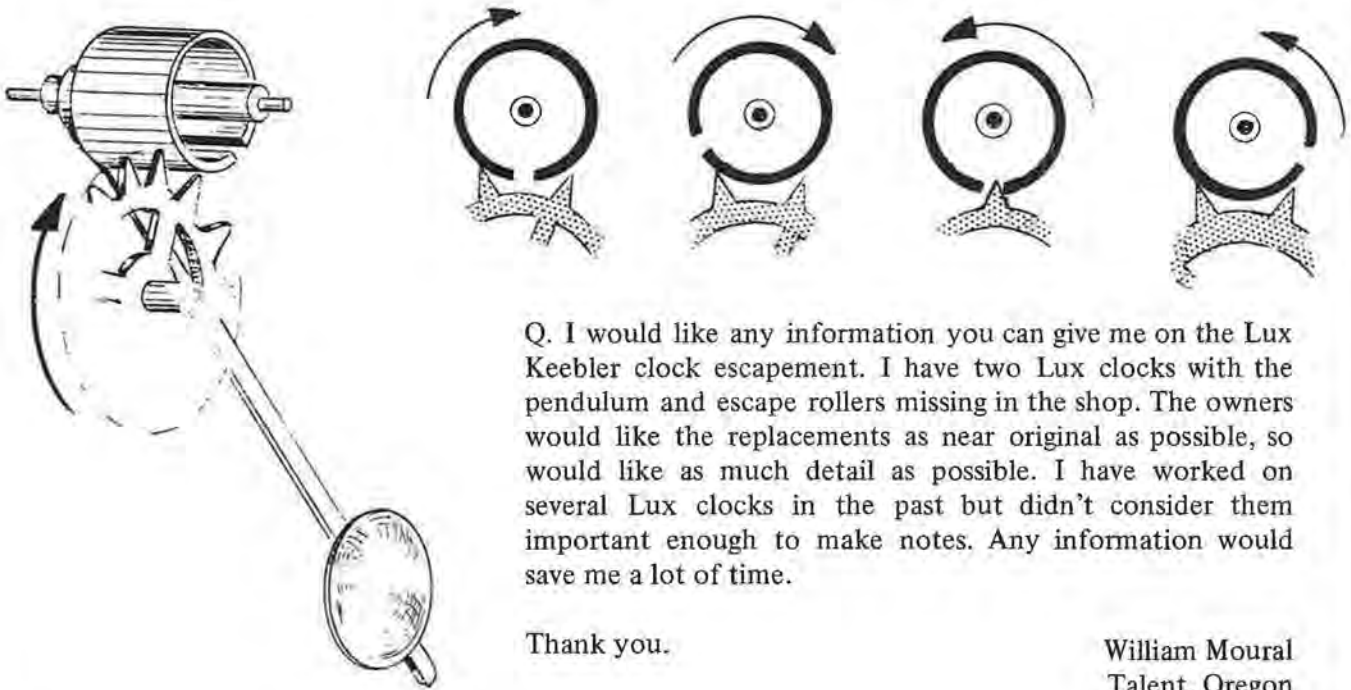 Q. I would like any information you can give me on the Lux
Keebler clock escapement. I have two Lux clocks with the
pendulum and escape rollers missing in the shop. The owners
would like the replacements as near original as possible, so
would like as much detail as possible. I have worked on
several Lux clocks in the past but didn't consider them
important enough to make notes. Any information would
save me a lot of time.
Thank you.
William Moural
Talent, Oregon